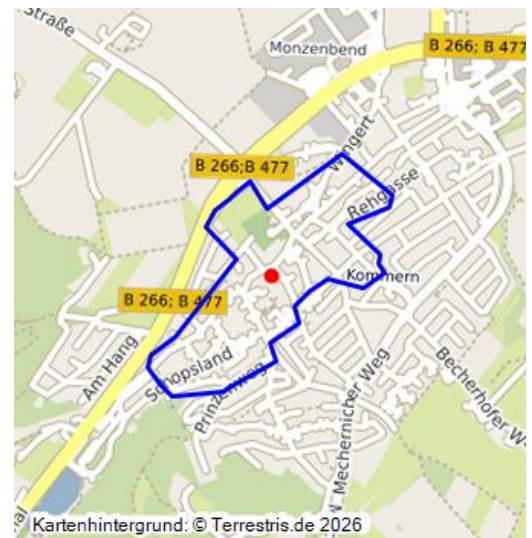 Straße
Monzenbend
B 266; B 477
Wingert
B 266;B 477
Rehgasse
Kommern
B 266; B 477
Am Hang
Schopsland
Prinzenweg
Mechernicher Weg
Becherhofer We
Kartenhintergrund: © Terrestris.de 2026